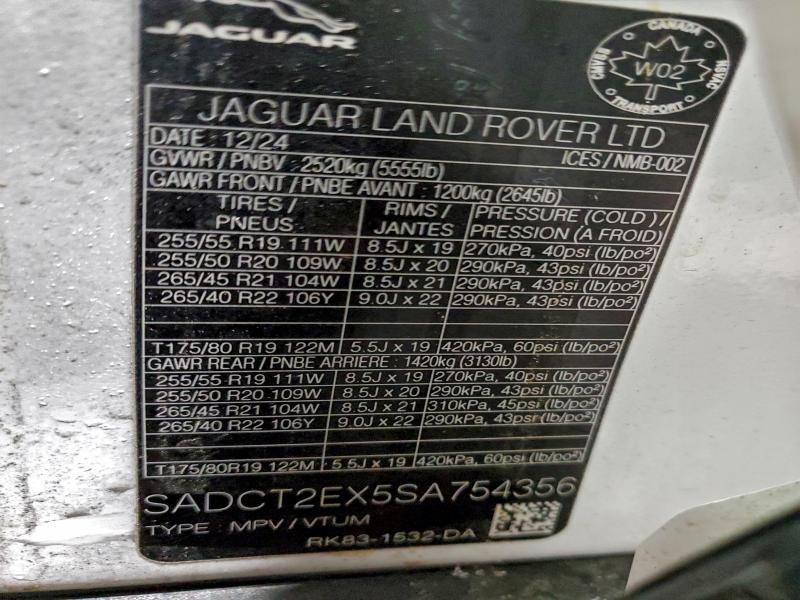 JAGUAR
CANADA
RSVAC
NSVAC
W02
TRANSPORT
JAGUAR LAND ROVER LTD
DATE 12/24
ICES / NMB-002
GVWR / PNBV : 2520kg (5555lb)
GAWR FRONT / PNBE AVANT : 1200kg (2645lb)
TIRES / PNEUS RIMS / JANTES PRESSURE (COLD) / PRESSION (A FROID)
255/55 R19 111W 8.5J x 19 270kPa, 40psi (lb/po²)
255/50 R20 109W 8.5J x 20 290kPa, 43psi (lb/po²)
265/45 R21 104W 8.5J x 21 290kPa, 43psi (lb/po²)
265/40 R22 106Y 9.0J x 22 290kPa, 43psi (lb/po²)
T175/80 R19 122M 5.5J x 19 420kPa, 60psi (lb/po²)
GAWR REAR / PNBE ARRIERE : 1420kg (3130lb)
255/55 R19 111W 8.5J x 19 270kPa, 40psi (lb/po²)
255/50 R20 109W 8.5J x 20 290kPa, 43psi (lb/po²)
265/45 R21 104W 8.5J x 21 310kPa, 45psi (lb/po²)
265/40 R22 106Y 9.0J x 22 290kPa, 43psi (lb/po²)
T175/80R19 122M 5.5J x 19 420kPa, 60psi (lb/po²)
SADCT2EX5SA754356
TYPE : MPV / VTUM
RK83-1532-DA